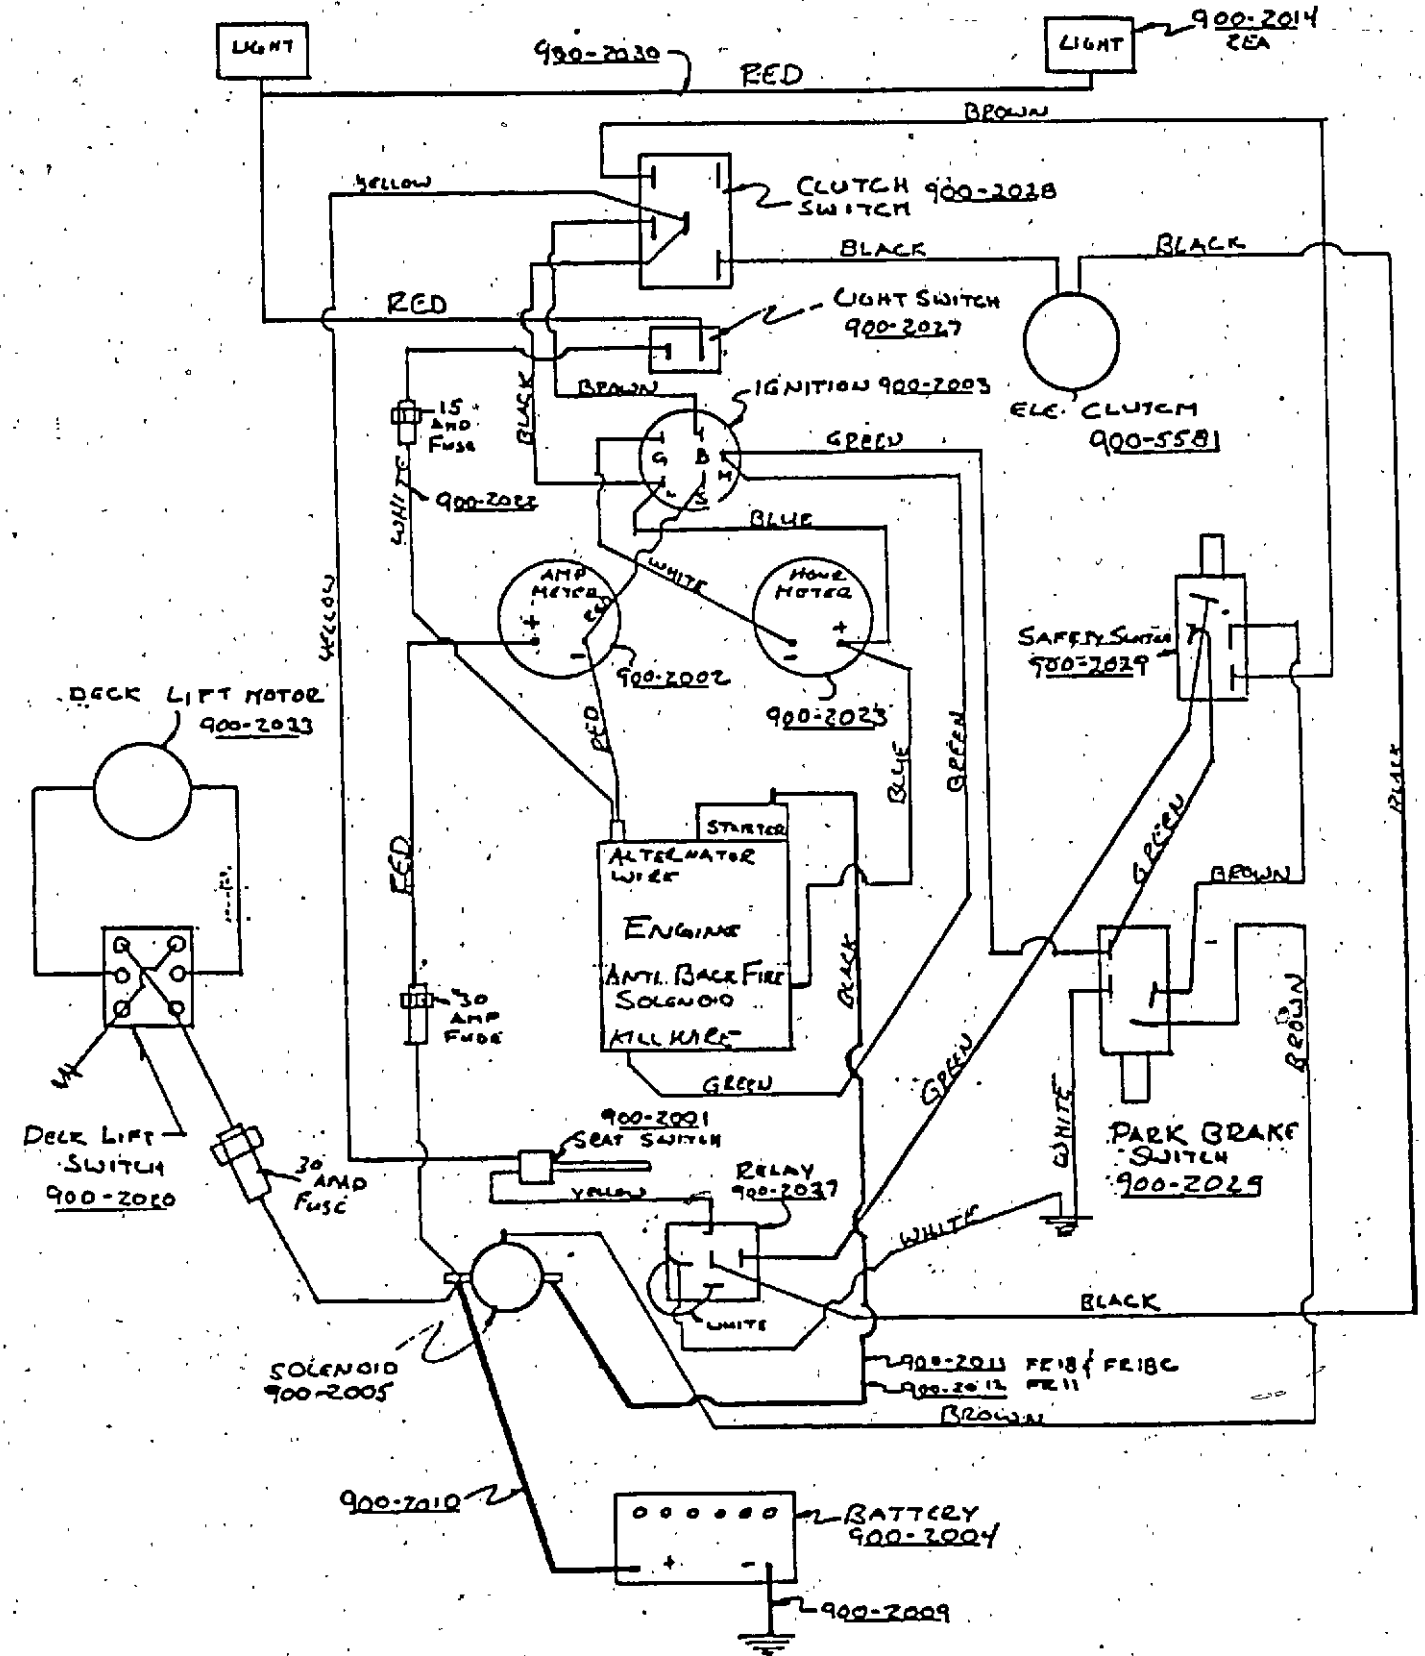 LIGHT
900-2030
RED
LIGHT
900-2014
2EA
BROWN
YELLOW
CLUTCH
SWITCH
900-2028
BLACK
BLACK
RED
LIGHT SWITCH
900-2027
BROWN
IGNITION 900-2003
15
AMP
FUSE
BLACK
ELE. CLUTCH
900-5581
GREEN
G
B
M
L
S
WHITE
900-2022
BLUE
AMP
METER
RED
+
-
WHITE
HOUR
METER
+
-
900-2002
900-2023
SAFETY SWITCH
900-2029
YELLOW
DECK LIFT MOTOR
900-2033
RED
BLUE
GREEN
BLACK
GREEN
STARTER
ALTERNATOR
WIRE
ENGINE
ANTI. BACK FIRE
SOLENOID
KILL WIRE
RED
BLACK
BROWN
30
AMP
FUSE
GREEN
GREEN
BROWN
WHITE
PARK BRAKE
SWITCH
900-2029
DECK LIFT
SWITCH
900-2020
30
AMP
FUSE
900-2001
SEAT SWITCH
YELLOW
RELAY
900-2037
WHITE
WHITE
BLACK
SOLENOID
900-2005
900-2011 FR18 & FR18C
900-2012 FR11
BROWN
900-2010
BATTERY
900-2004
+ -
900-2009